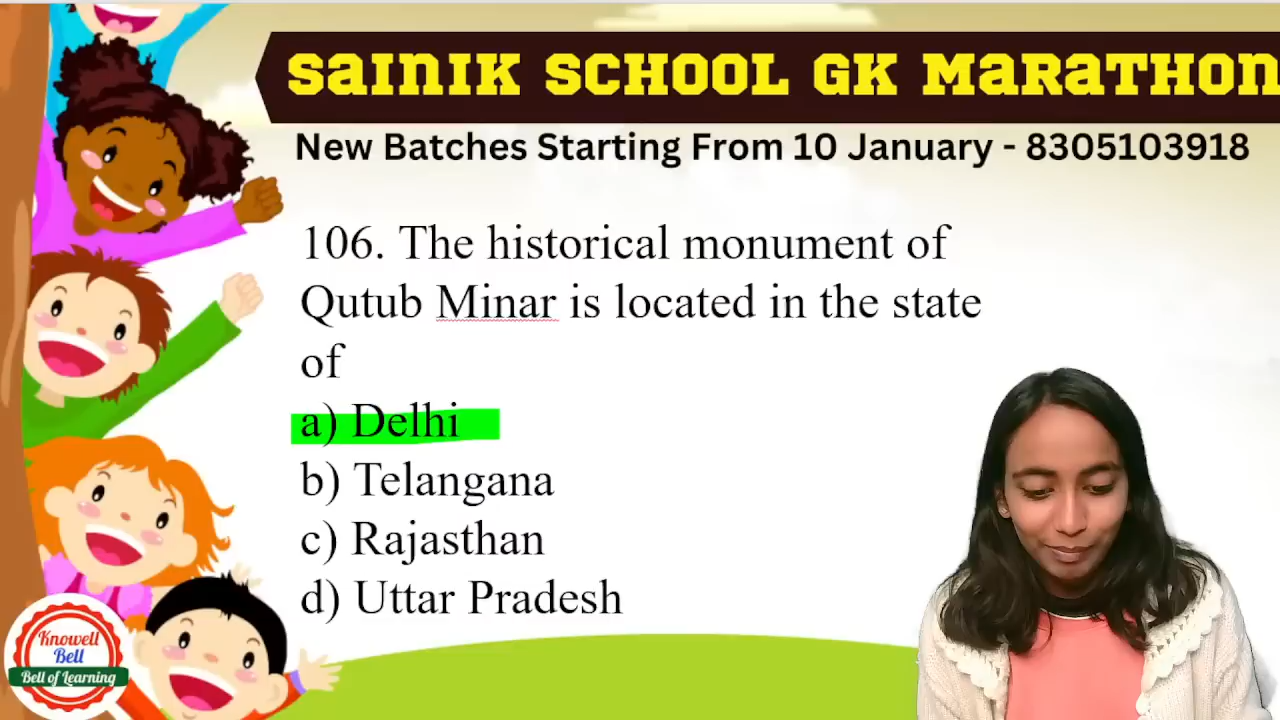 SAINIK SCHOOL GK MARATHON
New Batches Starting From 10 January - 8305103918
106. The historical monument of
Qutub Minar is located in the state
of
a) Delhi
b) Telangana
c) Rajasthan
d) Uttar Pradesh
Knowell
Bell
Bell of Learning